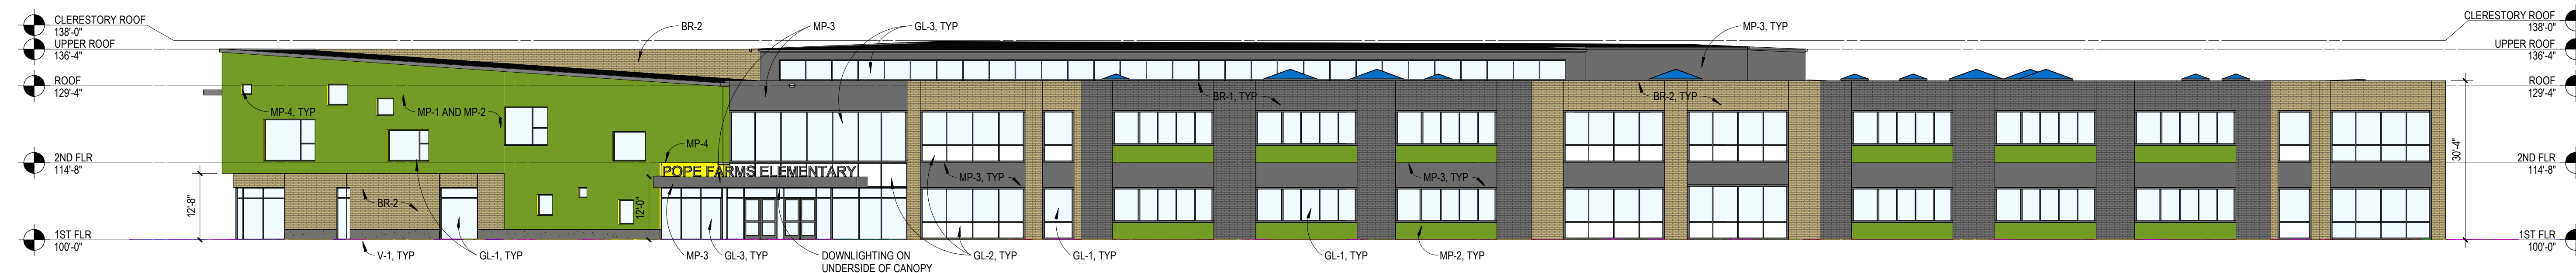 CLERESTORY ROOF
138'-0"
UPPER ROOF
136'-4"
ROOF
129'-4"
2ND FLR
114'-8"
1ST FLR
100'-0"
12'-8"
BR-2
MP-3
GL-3, TYP
MP-3, TYP
MP-4, TYP
MP-1 AND MP-2
BR-1, TYP
BR-2, TYP
MP-4
POPE FARMS ELEMENTARY
MP-3, TYP
MP-3, TYP
BR-2
12'-0"
V-1, TYP
GL-1, TYP
MP-3
GL-3, TYP
DOWNLIGHTING ON
UNDERSIDE OF CANOPY
GL-2, TYP
GL-1, TYP
GL-1, TYP
MP-2, TYP
30'-4"
CLERESTORY ROOF
138'-0"
UPPER ROOF
136'-4"
ROOF
129'-4"
2ND FLR
114'-8"
1ST FLR
100'-0"